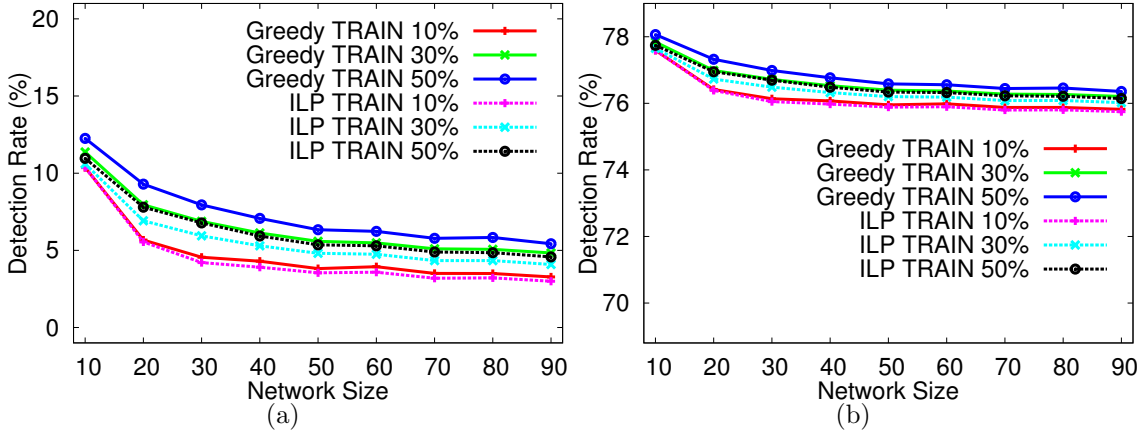 20
15
10
5
0
Detection Rate (%)
Greedy TRAIN 10%
Greedy TRAIN 30%
Greedy TRAIN 50%
ILP TRAIN 10%
ILP TRAIN 30%
ILP TRAIN 50%
10 20 30 40 50 60 70 80 90
Network Size
(a)
78
76
74
72
70
Detection Rate (%)
Greedy TRAIN 10%
Greedy TRAIN 30%
Greedy TRAIN 50%
ILP TRAIN 10%
ILP TRAIN 30%
ILP TRAIN 50%
10 20 30 40 50 60 70 80 90
Network Size
(b)